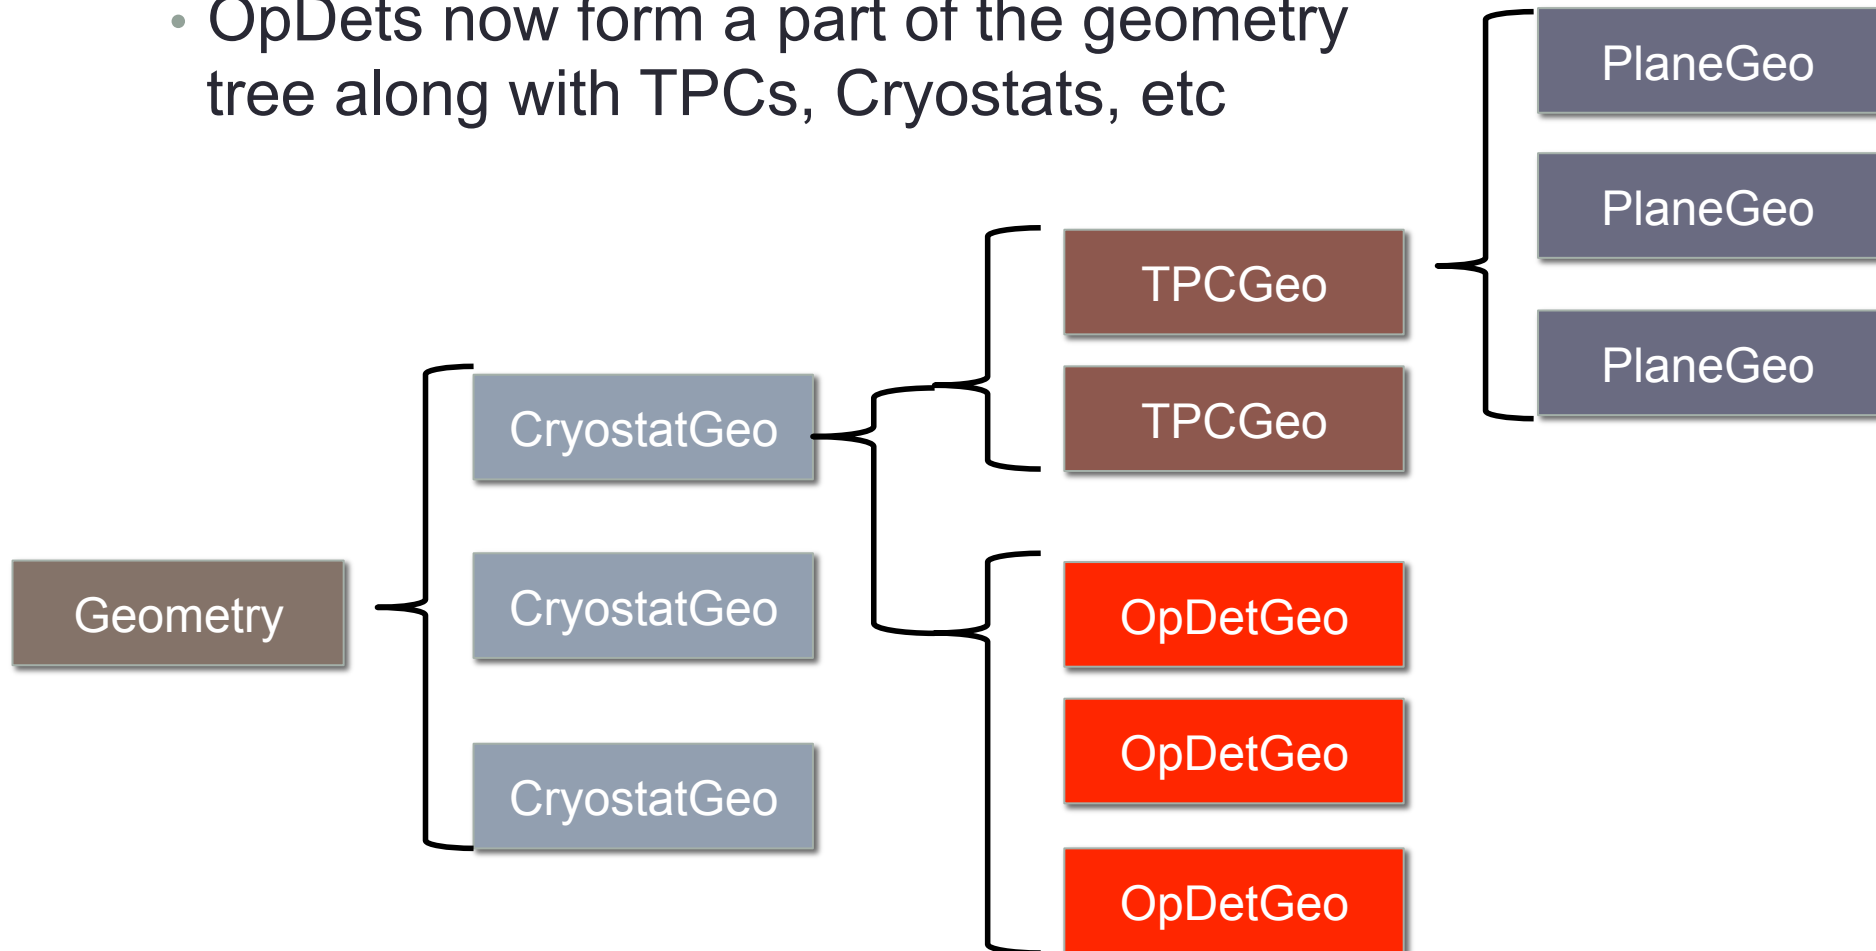 • OpDets now form a part of the geometry
tree along with TPCs, Cryostats, etc
PlaneGeo
PlaneGeo
PlaneGeo
TPCGeo
TPCGeo
CryostatGeo
CryostatGeo
CryostatGeo
Geometry
OpDetGeo
OpDetGeo
OpDetGeo